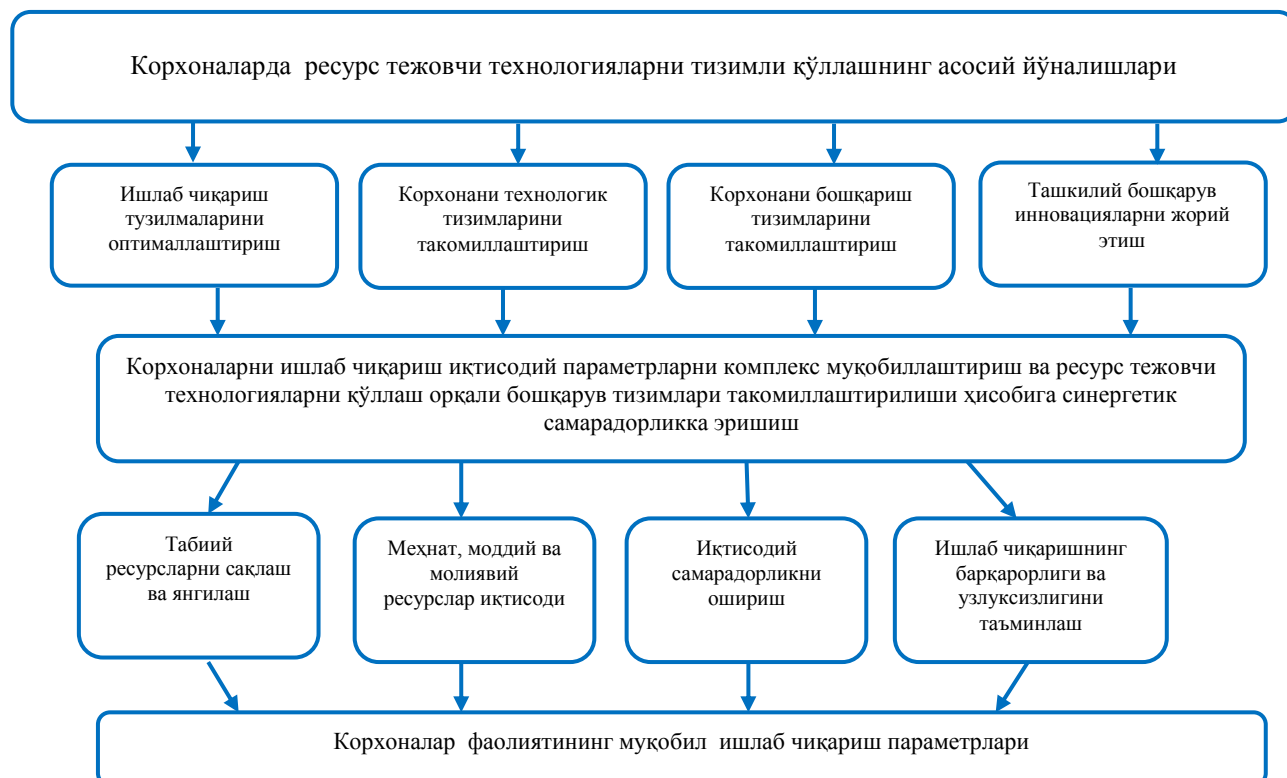 Корхоналарда ресурс тежовчи технологияларни тизимли қўллашнинг асосий йўналишлари
Ишлаб чиқариш
тузилмаларини
оптималлаштириш
Корхонани технологик
тизимларини
такомиллаштириш
Корхонани бошқариш
тизимларини
такомиллаштириш
Ташкилий бошқарув
инновацияларни жорий
этиш
Корхоналарни ишлаб чиқариш иқтисодий параметрларни комплекс муқобиллаштириш ва ресурс тежовчи
технологияларни қўллаш орқали бошқарув тизимлари такомиллаштирилиши ҳисобига синергетик
самарадорликка эришиш
Табиий
ресурсларни сақлаш
ва янгилаш
Меҳнат, моддий ва
молиявий
ресурслар иқтисоди
Иқтисодий
самарадорликни
ошириш
Ишлаб чиқаришнинг
барқарорлиги ва
узлуксизлигини
таъминлаш
Корхоналар фаолиятининг муқобил ишлаб чиқариш параметрлари